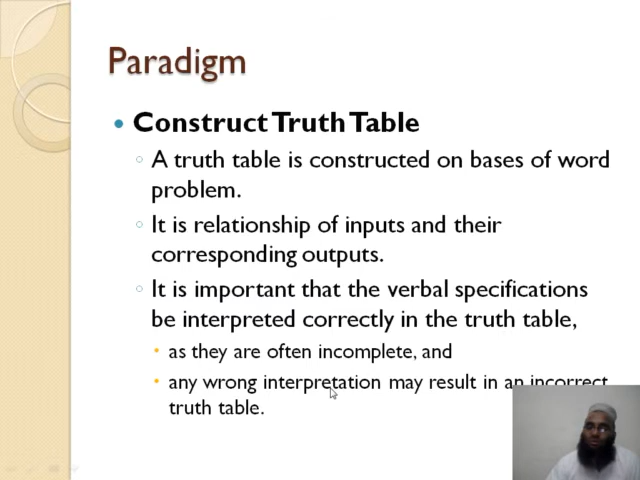 Paradigm
Construct Truth Table
A truth table is constructed on bases of word
problem.
It is relationship of inputs and their
corresponding outputs.
It is important that the verbal specifications
be interpreted correctly in the truth table,
as they are often incomplete, and
any wrong interpretation may result in an incorrect
truth table.